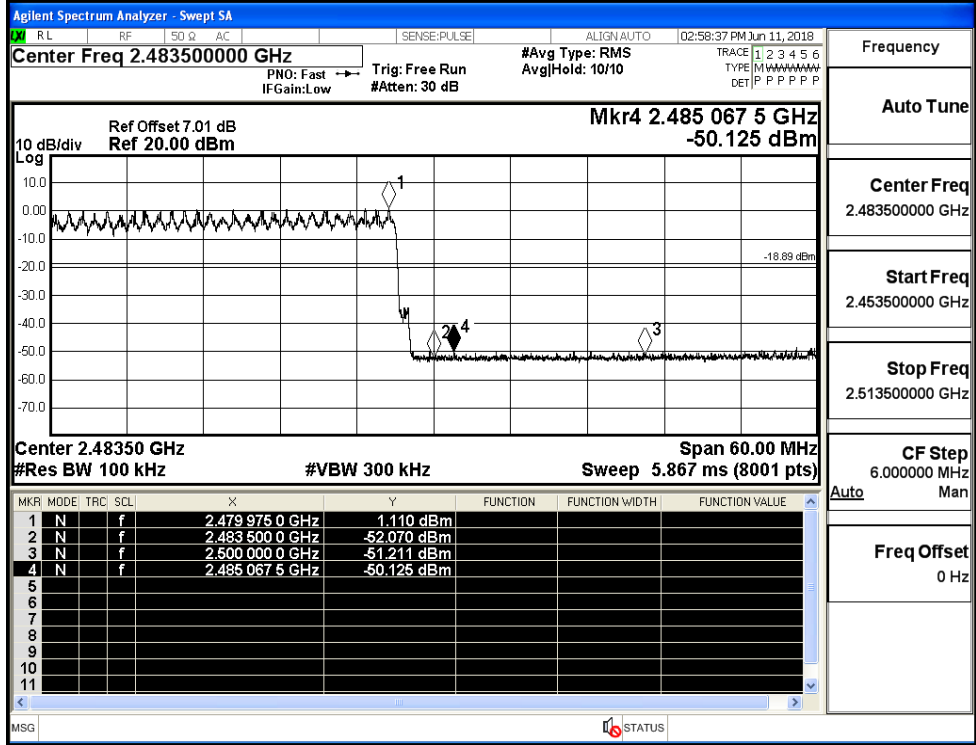 Agilent Spectrum Analyzer - Swept SA
LXI RL RF 50 Ω AC SENSE:PULSE ALIGNAUTO 02:58:37 PM Jun 11, 2018
Center Freq 2.483500000 GHz
PNO: Fast
IFGain:Low
Trig: Free Run
#Atten: 30 dB
#Avg Type: RMS
Avg|Hold: 10/10
TRACE 1 2 3 4 5 6
TYPE M
DET P P P P P P
Ref Offset 7.01 dB
10 dB/div Ref 20.00 dBm
Log
Mkr4 2.485 067 5 GHz
-50.125 dBm
10.0
0.00
-10.0
-20.0
-30.0
-40.0
-50.0
-60.0
-70.0
1
2
4
3
-18.89 dBm
Center 2.48350 GHz Span 60.00 MHz
#Res BW 100 kHz #VBW 300 kHz Sweep 5.867 ms (8001 pts)
MKR MODE TRC SCL X Y FUNCTION FUNCTION WIDTH FUNCTION VALUE
1 N f 2.479 975 0 GHz 1.110 dBm
2 N f 2.483 500 0 GHz -52.070 dBm
3 N f 2.500 000 0 GHz -51.211 dBm
4 N f 2.485 067 5 GHz -50.125 dBm
5
6
7
8
9
10
11
MSG STATUS
Frequency
Auto Tune
Center Freq
2.483500000 GHz
Start Freq
2.453500000 GHz
Stop Freq
2.513500000 GHz
CF Step
6.000000 MHz
Auto Man
Freq Offset
0 Hz